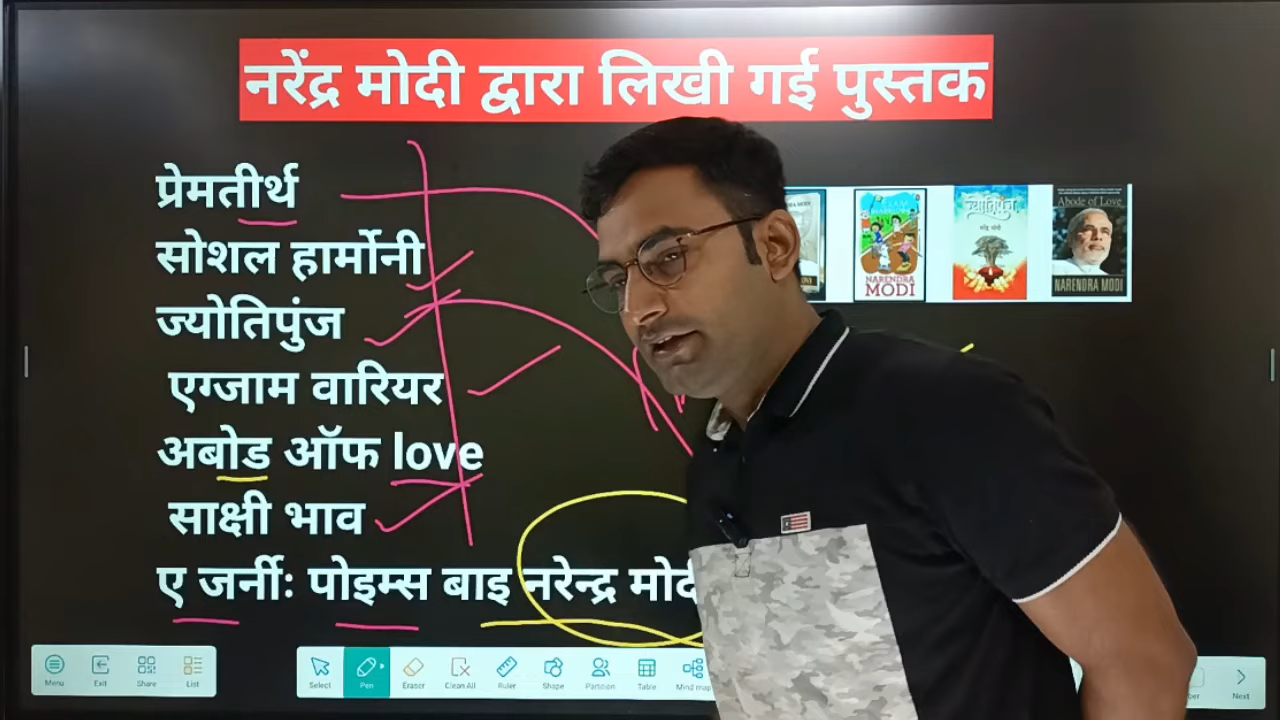 नरेंद्र मोदी द्वारा लिखी गई पुस्तक
प्रेमतीर्थ
सोशल हार्मोनी
ज्योतिपुंज
एग्जाम वारियर
अबोड ऑफ love
साक्षी भाव
ए जर्नीः पोइम्स बाइ नरेन्द्र मोदी
NARENDRA
MODI
ज्योतिपुंज
Abode of Love
NARENDRA MODI
Menu Exit Share List
Select Pen Eraser Clean All Ruler Shape Partition Table Mind map
Next